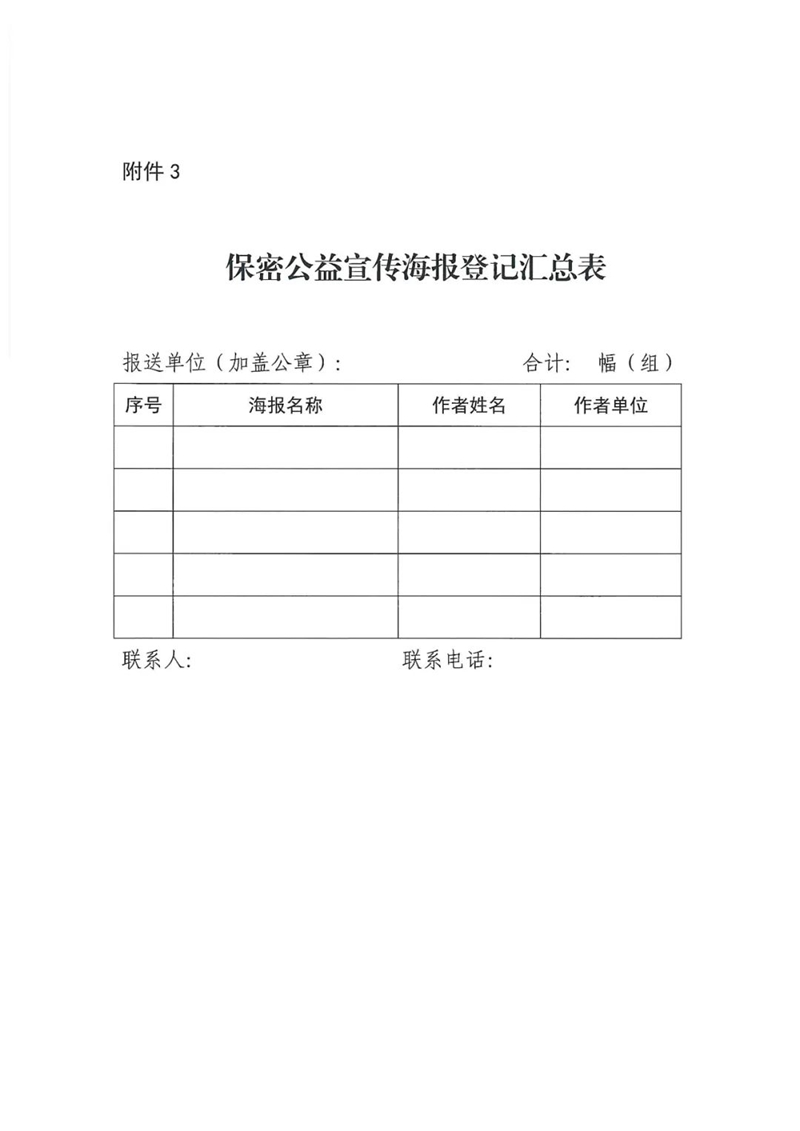 附件 3
保密公益宣传海报登记汇总表
报送单位（加盖公章）: 合计: 幅（组）
序号 海报名称 作者姓名 作者单位
联系人: 联系电话: